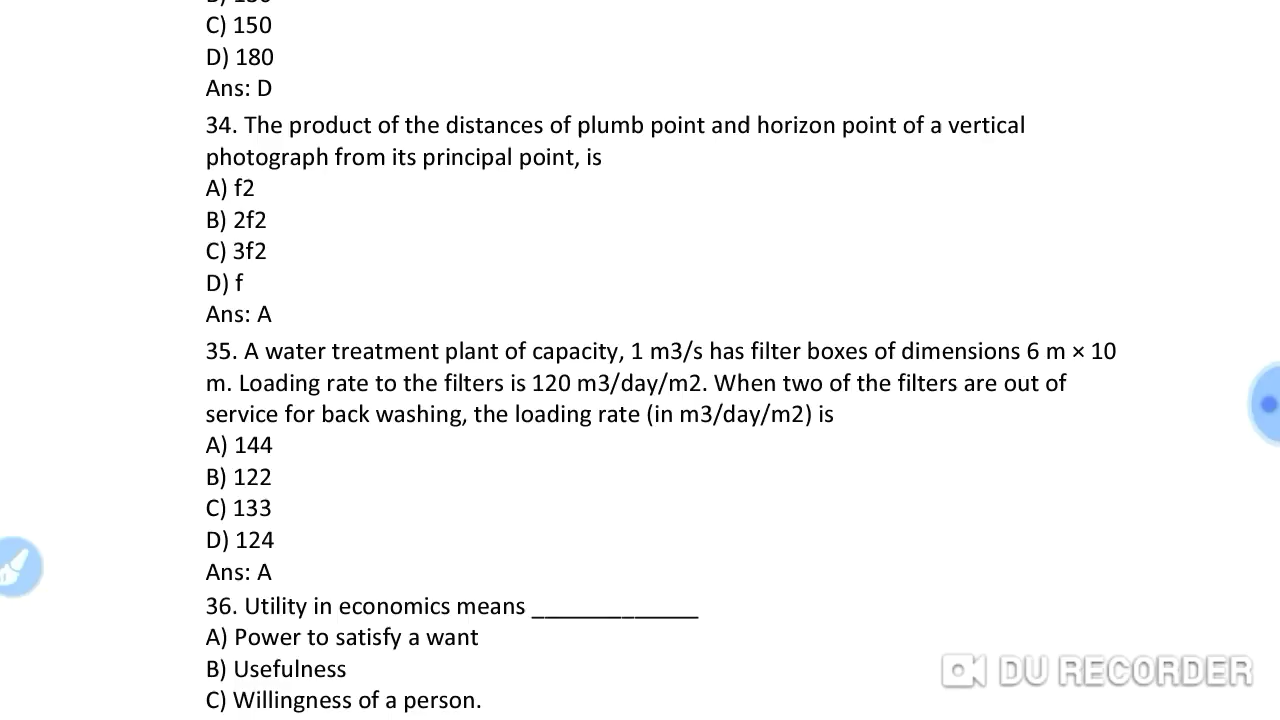 C) 150
D) 180
Ans: D
34. The product of the distances of plumb point and horizon point of a vertical
photograph from its principal point, is
A) f2
B) 2f2
C) 3f2
D) f
Ans: A
35. A water treatment plant of capacity, 1 m3/s has filter boxes of dimensions 6 m × 10
m. Loading rate to the filters is 120 m3/day/m2. When two of the filters are out of
service for back washing, the loading rate (in m3/day/m2) is
A) 144
B) 122
C) 133
D) 124
Ans: A
36. Utility in economics means _____________
A) Power to satisfy a want
B) Usefulness
C) Willingness of a person.
DU RECORDER